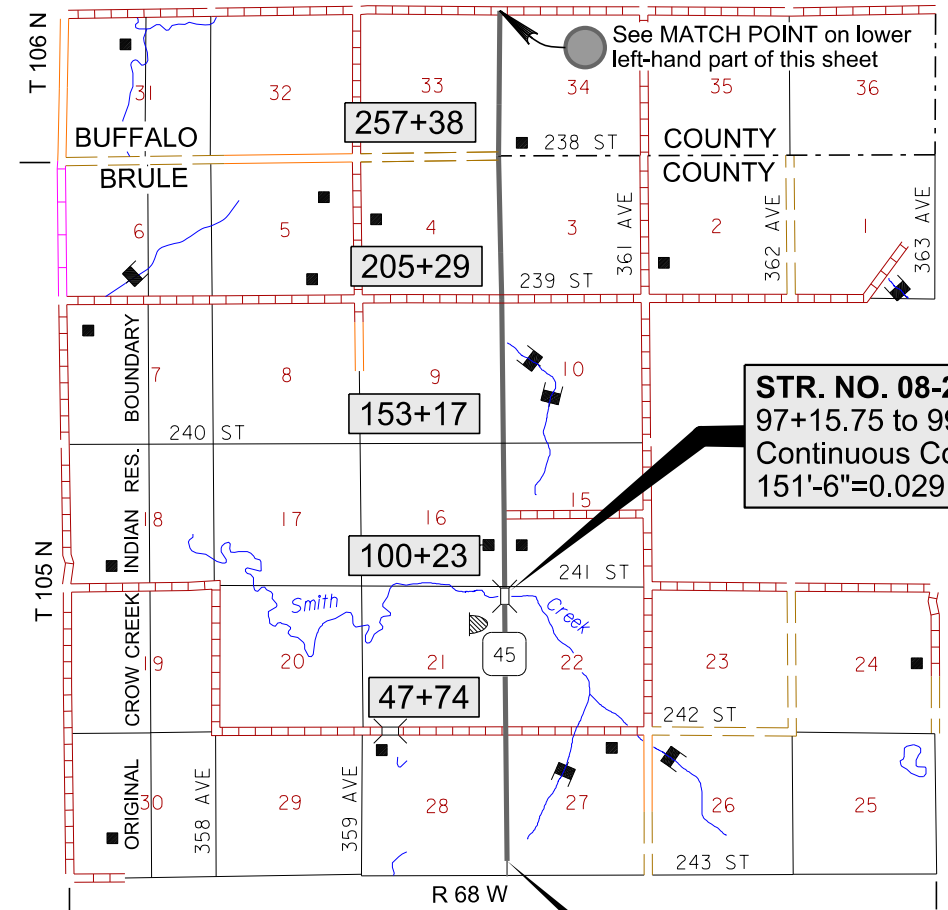 T 106 N
See MATCH POINT on lower
left-hand part of this sheet
31
32
33
34
35
36
257+38
238 ST
BUFFALO
COUNTY
BRULE
COUNTY
6
5
4
3
2
1
361 AVE
362 AVE
363 AVE
205+29
239 ST
7
8
9
10
153+17
240 ST
STR. NO. 08-2
97+15.75 to 99
Continuous Co
151'-6"=0.029
18
17
16
15
100+23
241 ST
T 105 N
ORIGINAL CROW CREEK INDIAN RES. BOUNDARY
Smith
Creek
45
19
20
21
22
23
24
47+74
242 ST
358 AVE
359 AVE
30
29
28
27
26
25
243 ST
R 68 W